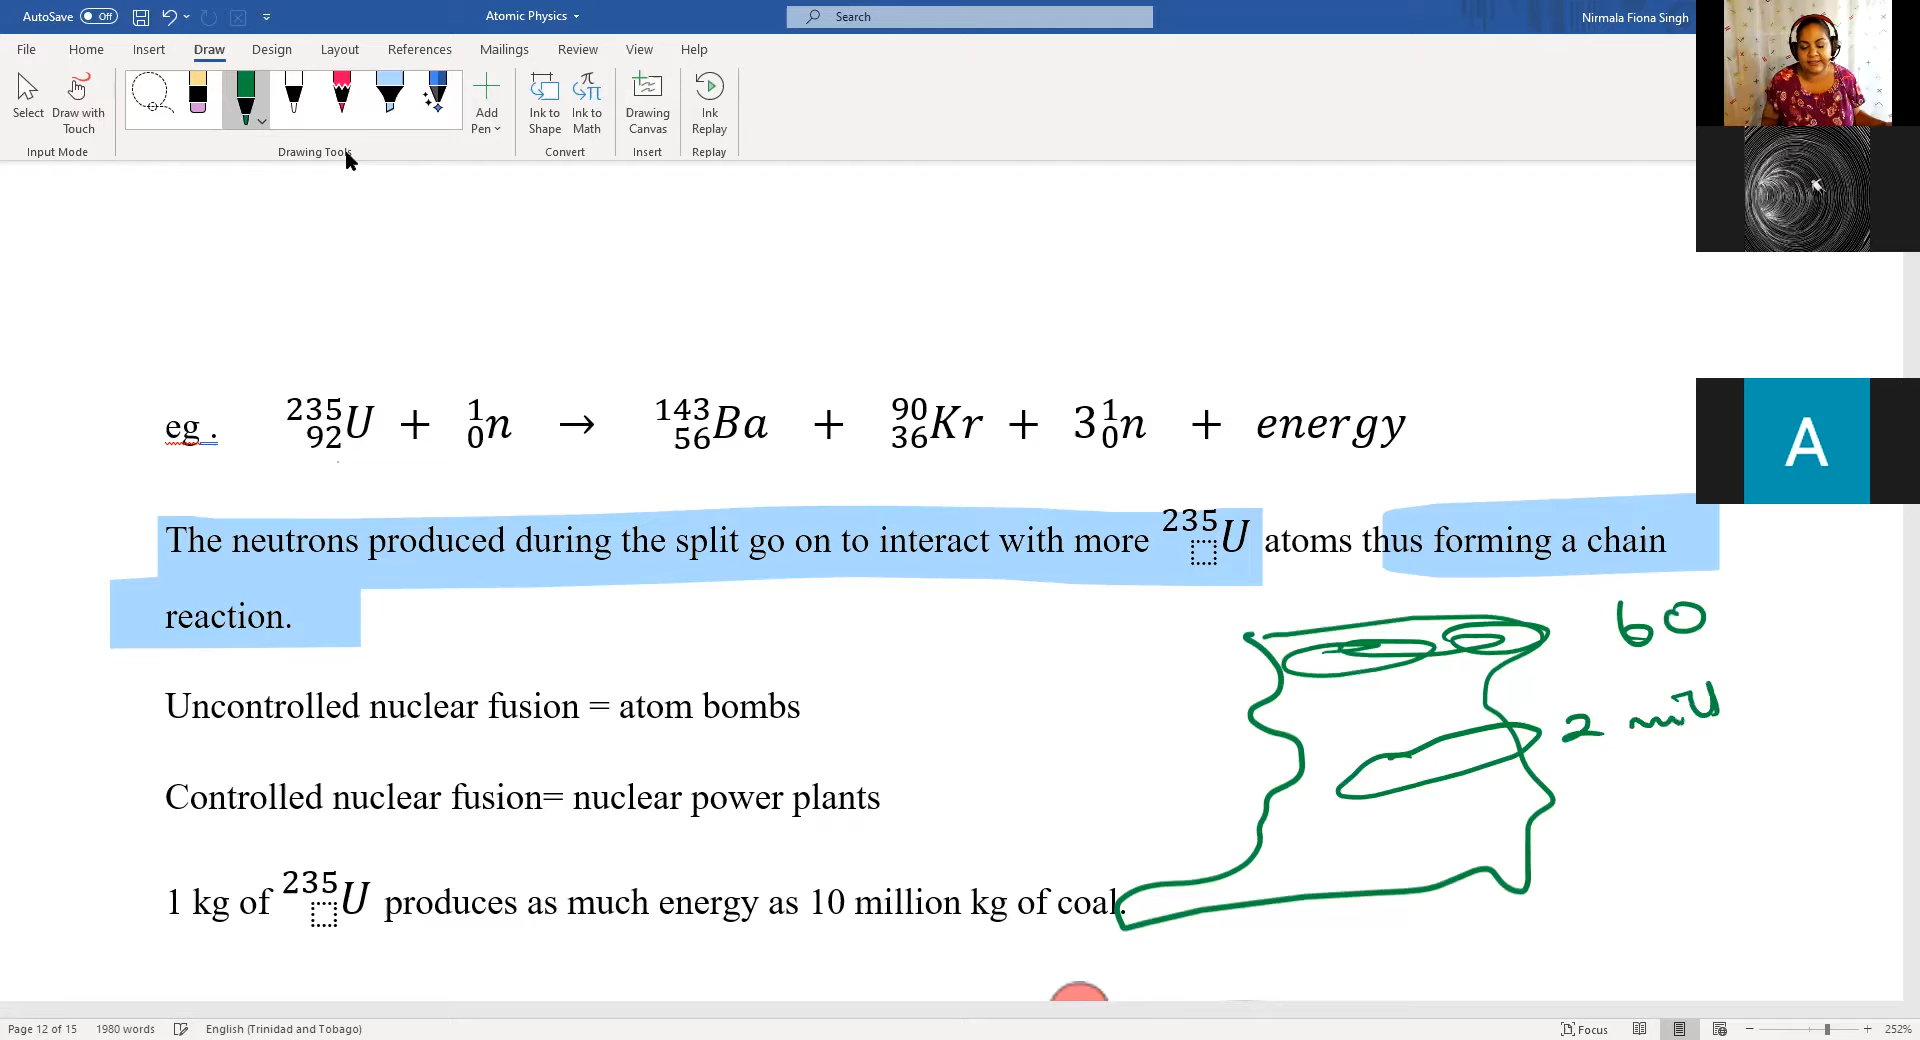 AutoSave Off Atomic Physics Search Nirmala Fiona Singh
File Home Insert Draw Design Layout References Mailings Review View Help
Select Draw with Touch Add Pen Ink to Shape Ink to Math Drawing Canvas Ink Replay
Input Mode Drawing Tools Convert Insert Replay
eg . ²³⁵₉₂U + ¹₀n → ¹⁴³₅₆Ba + ⁹⁰₃₆Kr + 3¹₀n + energy
A
The neutrons produced during the split go on to interact with more ²³⁵U atoms thus forming a chain
reaction.
60
Uncontrolled nuclear fusion = atom bombs
2 mill
Controlled nuclear fusion= nuclear power plants
1 kg of ²³⁵U produces as much energy as 10 million kg of coal.
Page 12 of 15 1980 words English (Trinidad and Tobago) Focus 252%